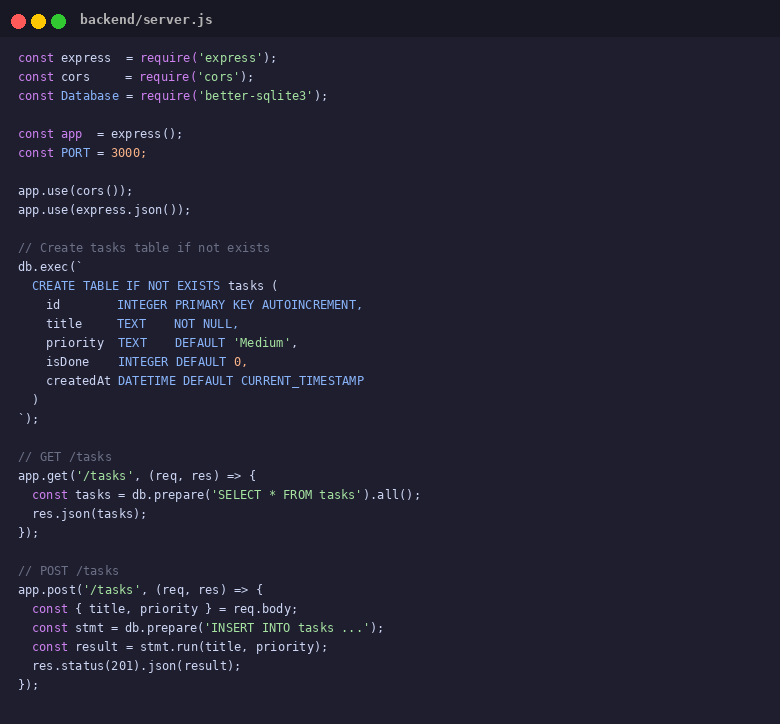 backend/server.js
const express  = require('express');
const cors     = require('cors');
const Database = require('better-sqlite3');
const app  = express();
const PORT = 3000;
app.use(cors());
app.use(express.json());
// Create tasks table if not exists
db.exec(`
  CREATE TABLE IF NOT EXISTS tasks (
    id        INTEGER PRIMARY KEY AUTOINCREMENT,
    title     TEXT    NOT NULL,
    priority  TEXT    DEFAULT 'Medium',
    isDone    INTEGER DEFAULT 0,
    createdAt DATETIME DEFAULT CURRENT_TIMESTAMP
  )
`);
// GET /tasks
app.get('/tasks', (req, res) => {
  const tasks = db.prepare('SELECT * FROM tasks').all();
  res.json(tasks);
});
// POST /tasks
app.post('/tasks', (req, res) => {
  const { title, priority } = req.body;
  const stmt = db.prepare('INSERT INTO tasks ...');
  const result = stmt.run(title, priority);
  res.status(201).json(result);
});